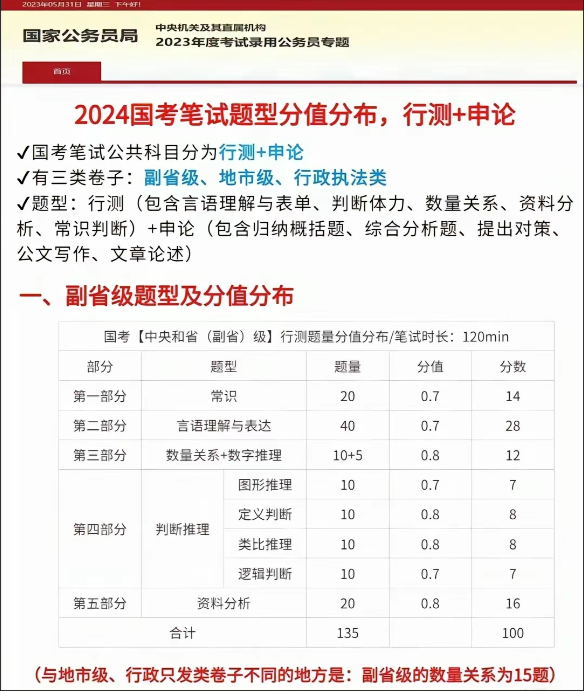 2023年05月31日 星期三 下午好!
国家公务员局
中央机关及其直属机构
2023年度考试录用公务员专题
首页
2024国考笔试题型分值分布，行测+申论
✓国考笔试公共科目分为行测+申论
✓有三类卷子：副省级、地市级、行政执法类
✓题型：行测（包含言语理解与表单、判断体力、数量关系、资料分
析、常识判断）+申论（包含归纳概括题、综合分析题、提出对策、
公文写作、文章论述）
一、副省级题型及分值分布
国考【中央和省（副省）级】行测题量分值分布/笔试时长：120min
部分 题型 题量 分值 分数
第一部分 常识 20 0.7 14
第二部分 言语理解与表达 40 0.7 28
第三部分 数量关系+数字推理 10+5 0.8 12
第四部分 判断推理 图形推理 10 0.7 7
定义判断 10 0.8 8
类比推理 10 0.8 8
逻辑判断 10 0.7 7
第五部分 资料分析 20 0.8 16
合计 135 100
（与地市级、行政只发类卷子不同的地方是：副省级的数量关系为15题）